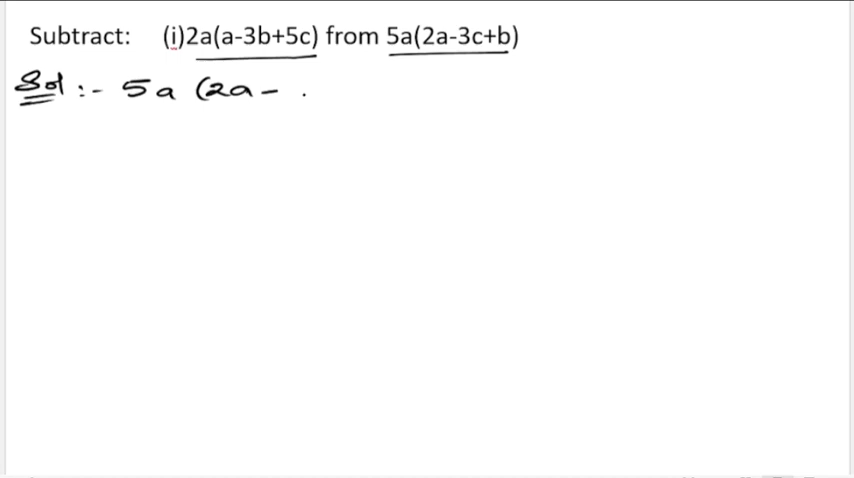 Subtract: (i)2a(a-3b+5c) from 5a(2a-3c+b)
Sol :- 5a (2a -